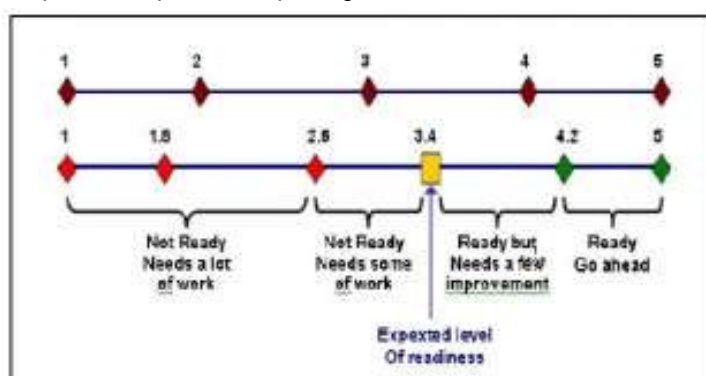 1 2 3 4 5
1 1.8 2.6 3.4 4.2 5
Not Ready
Needs a lot
of work
Not Ready
Needs some
of work
Ready but
Needs a few
improvement
Ready
Go ahead
Expexted level
Of readiness